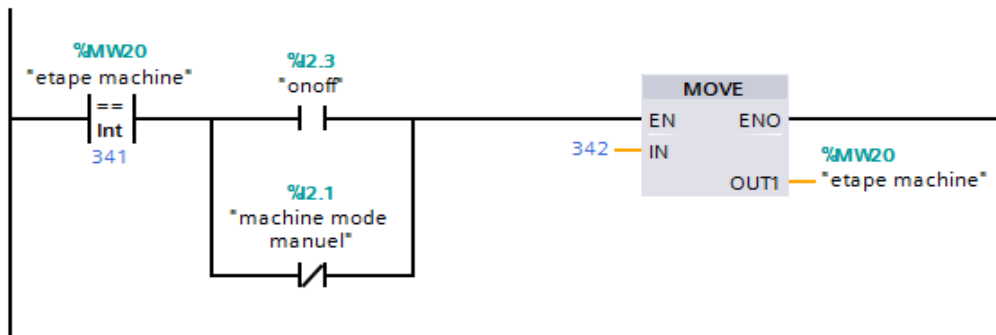 %MW20
"etape machine"
==
Int
341
%I2.3
"onoff"
%I2.1
"machine mode
manuel"
MOVE
EN ENO
342 IN
OUT1
%MW20
"etape machine"